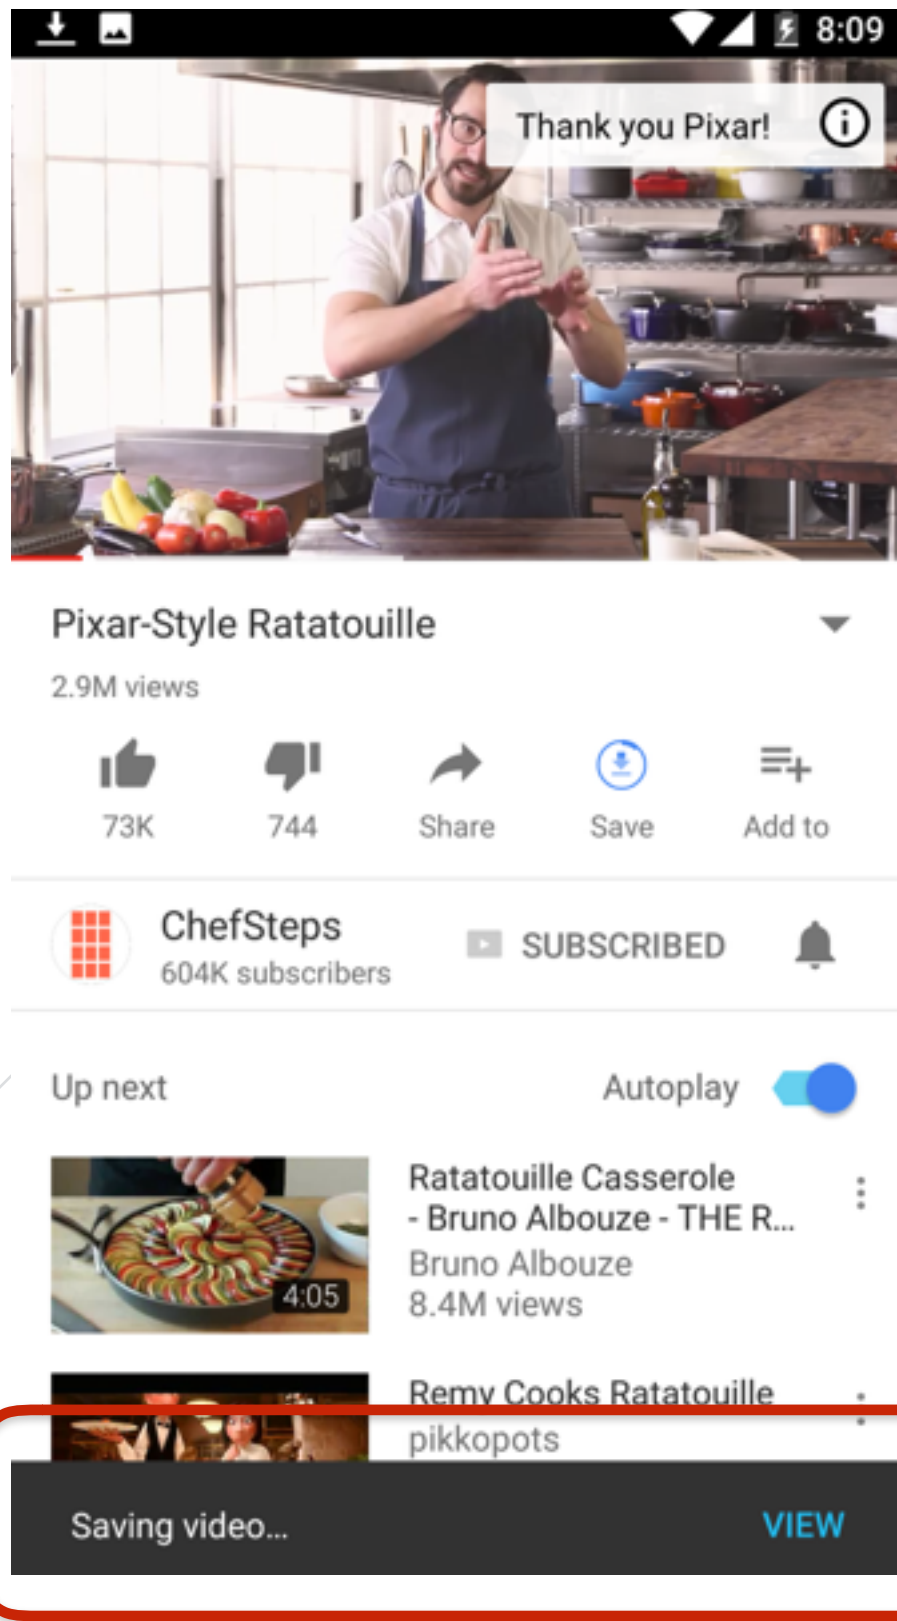 8:09
Thank you Pixar!
Pixar-Style Ratatouille
2.9M views
73K
744
Share
Save
Add to
ChefSteps
604K subscribers
SUBSCRIBED
Up next
Autoplay
Ratatouille Casserole
- Bruno Albouze - THE R...
Bruno Albouze
8.4M views
4:05
Remy Cooks Ratatouille
pikkopots
Saving video...
VIEW